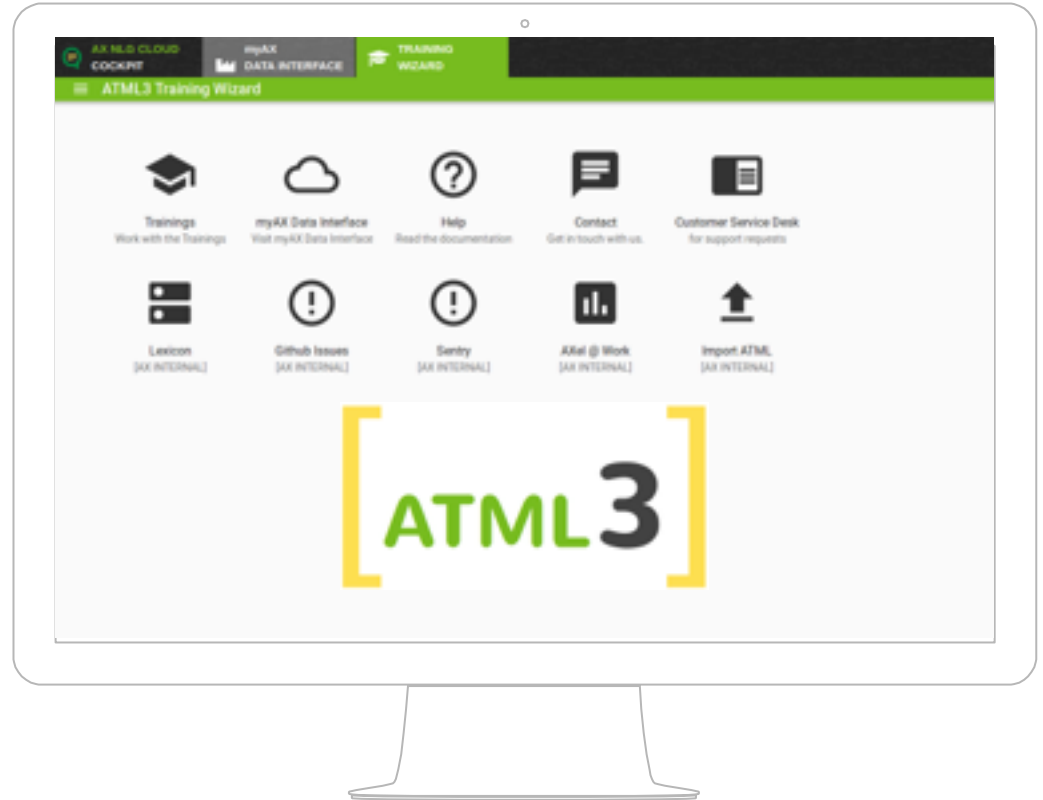 AX NLG CLOUD
COCKPIT
myAX
DATA INTERFACE
TRAINING
WIZARD
ATML3 Training Wizard
Trainings
Work with the Trainings
myAX Data Interface
Visit myAX Data Interface
Help
Read the documentation
Contact
Get in touch with us.
Customer Service Desk
for support requests
Lexicon
[AX INTERNAL]
Github Issues
[AX INTERNAL]
Sentry
[AX INTERNAL]
AXel @ Work
[AX INTERNAL]
Import ATML
[AX INTERNAL]
ATML3